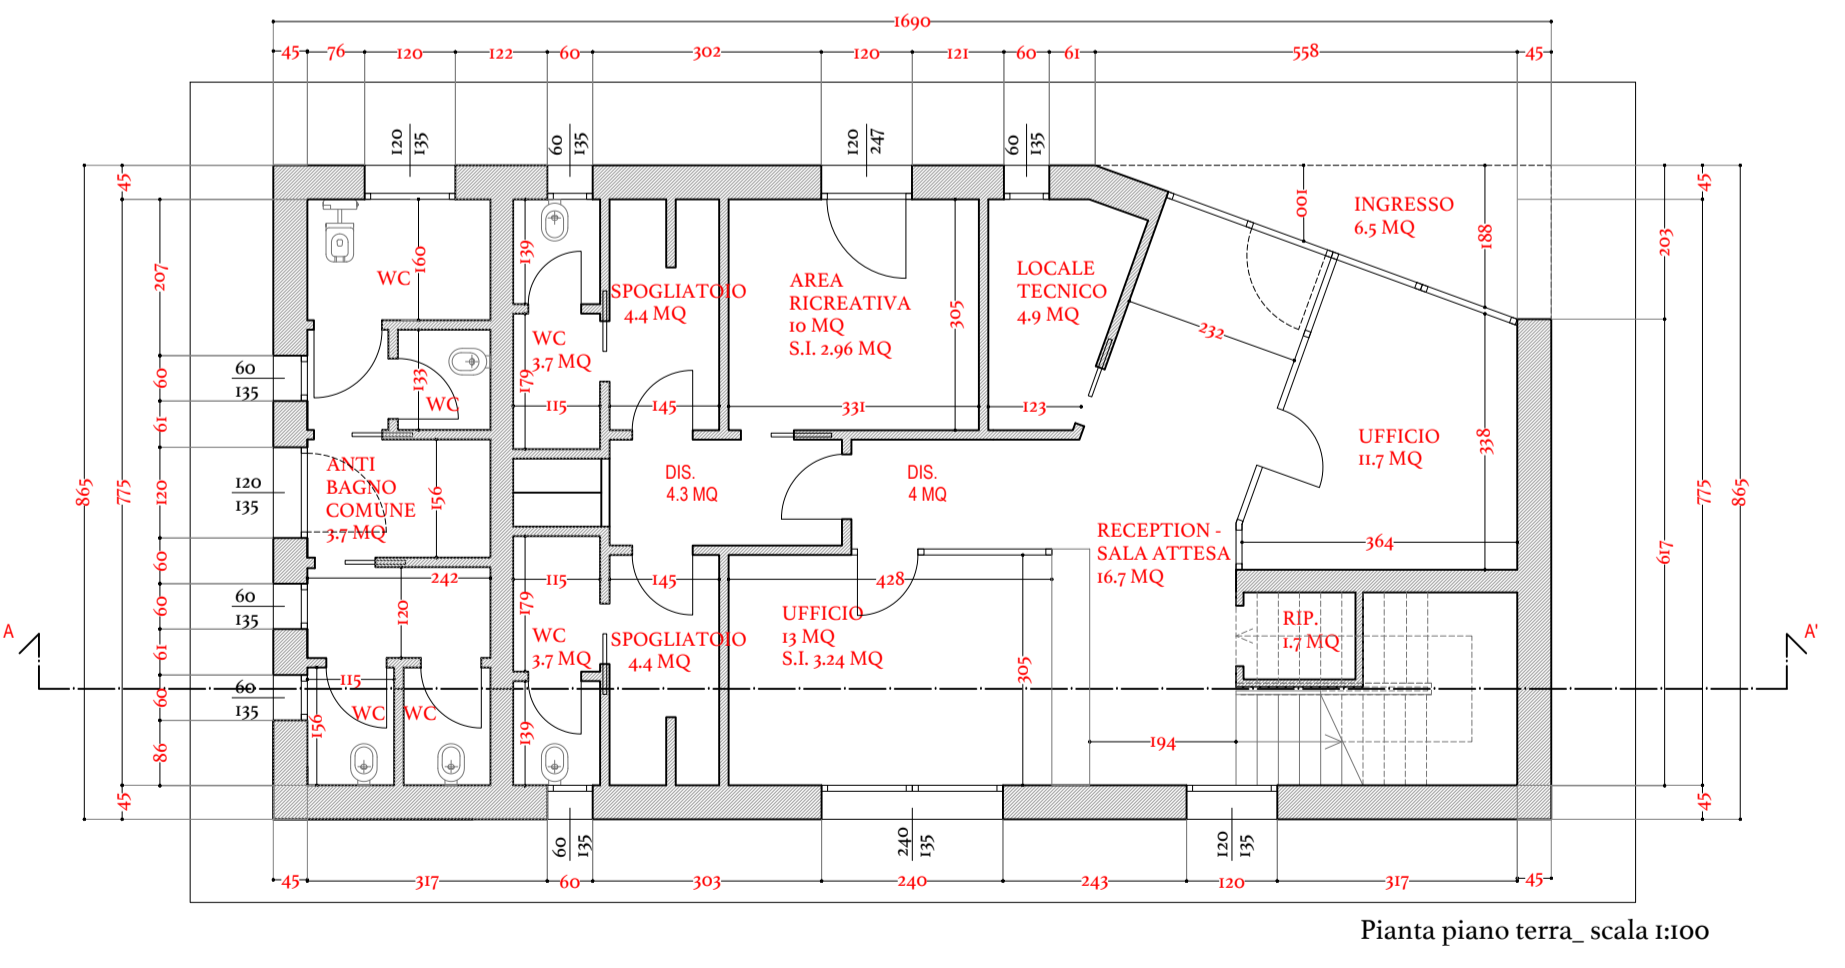 1690
45 76 120 122 60 302 120 121 60 61 558 45
120
135
60
135
120
247
60
135
45
207
60
61
120
60
60
61
60
86
45
775
865
60
135
120
135
60
135
60
135
WC
160
133
WC
ANTI
BAGNO
COMUNE
3.7 MQ
156
242
120
115
156
WC
WC
139
WC
3.7 MQ
179
115
SPOGLIATOIO
4.4 MQ
145
AREA
RICREATIVA
10 MQ
S.I. 2.96 MQ
305
331
LOCALE
TECNICO
4.9 MQ
123
INGRESSO
6.5 MQ
100
188
232
UFFICIO
11.7 MQ
338
364
DIS.
4.3 MQ
DIS.
4 MQ
RECEPTION -
SALA ATTESA
16.7 MQ
115
179
WC
3.7 MQ
139
145
SPOGLIATOIO
4.4 MQ
428
UFFICIO
13 MQ
S.I. 3.24 MQ
305
RIP.
1.7 MQ
194
45
203
617
775
45
865
A
A'
60
135
240
135
120
135
45 317 60 303 240 243 120 317 45
Pianta piano terra_ scala 1:100